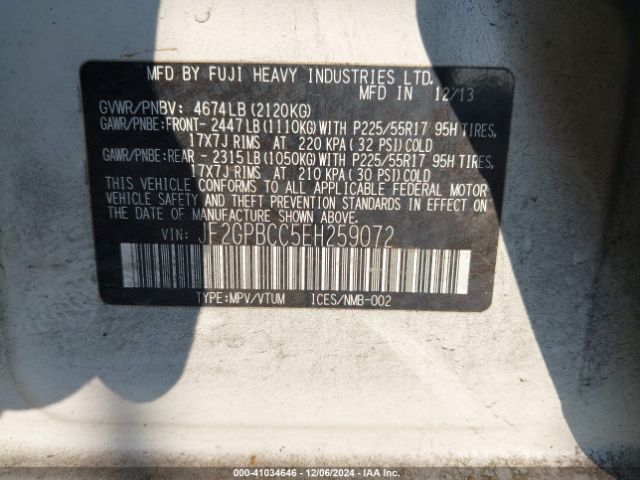 MFD BY FUJI HEAVY INDUSTRIES LTD.
MFD IN 12/13
GVWR/PNBV: 4674LB(2120KG)
GAWR/PNBE:FRONT-2447LB(1110KG)WITH P225/55R17 95H TIRES,
17X7J RIMS AT 220 KPA(32 PSI)COLD
GAWR/PNBE:REAR -2315LB(1050KG)WITH P225/55R17 95H TIRES,
17X7J RIMS AT 210 KPA(30 PSI)COLD
THIS VEHICLE CONFORMS TO ALL APPLICABLE FEDERAL MOTOR
VEHICLE SAFETY AND THEFT PREVENTION STANDARDS IN EFFECT
ON THE DATE OF MANUFACTURE SHOWN ABOVE.
VIN: JF2GPBCC5EH259072
TYPE:MPV/VTUM ICES/NMB-002
000-41034646 - 12/06/2024 - IAA Inc.